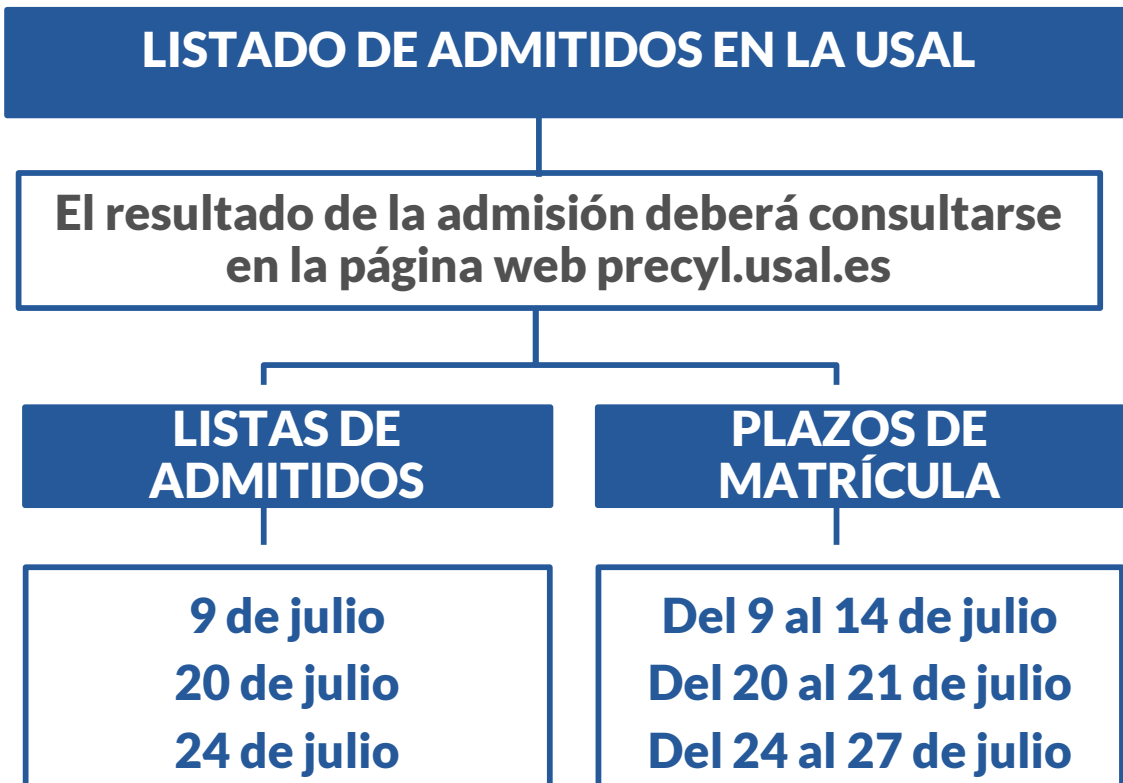 LISTADO DE ADMITIDOS EN LA USAL
El resultado de la admisión deberá consultarse
en la página web precyl.usal.es
LISTAS DE
ADMITIDOS
9 de julio
20 de julio
24 de julio
PLAZOS DE
MATRÍCULA
Del 9 al 14 de julio
Del 20 al 21 de julio
Del 24 al 27 de julio